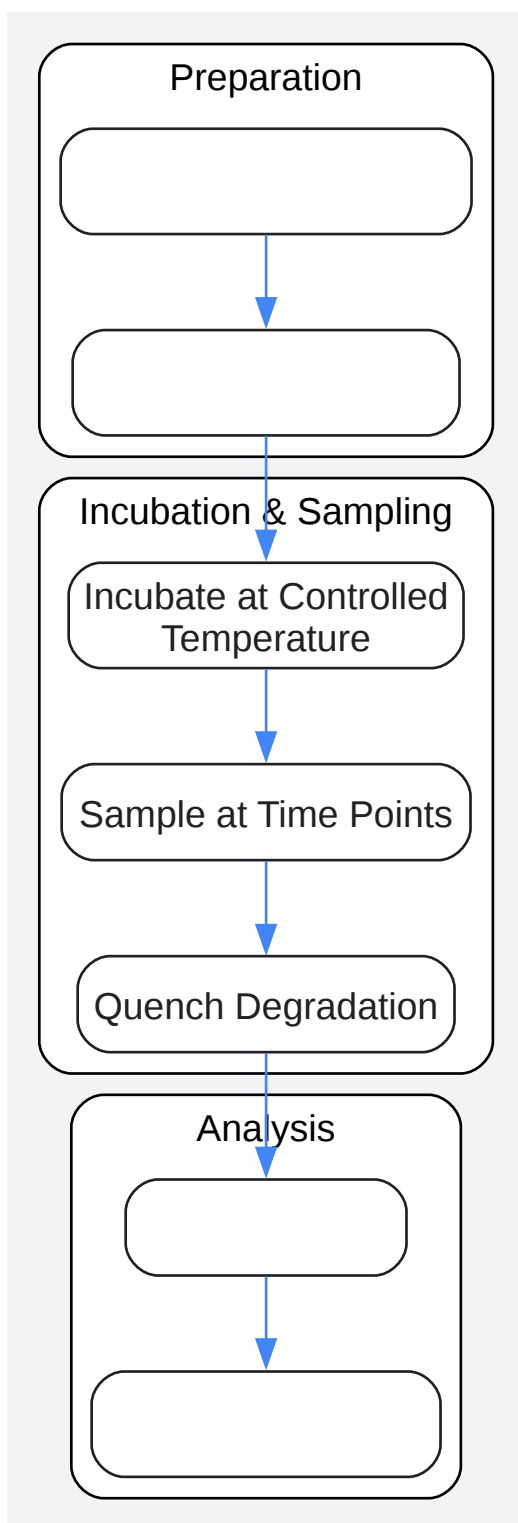 Preparation
Incubation & Sampling
Incubate at Controlled
Temperature
Sample at Time Points
Quench Degradation
Analysis